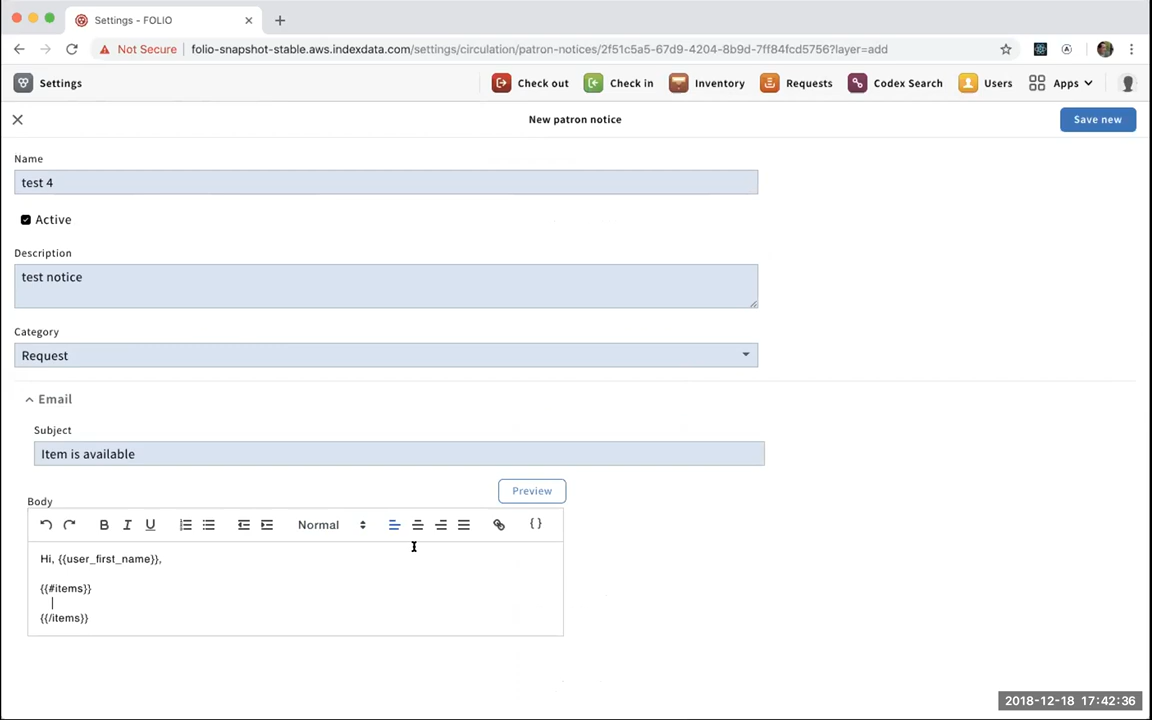 Settings - FOLIO
Not Secure folio-snapshot-stable.aws.indexdata.com/settings/circulation/patron-notices/2f51c5a5-67d9-4204-8b9d-7ff84fcd5756?layer=add
Settings Check out Check in Inventory Requests Codex Search Users Apps
New patron notice Save new
Name
test 4
Active
Description
test notice
Category
Request
Email
Subject
Item is available
Preview
Body
B I U Normal { }
Hi, {{user_first_name}},
{{#items}}
{{/items}}
2018-12-18 17:42:36